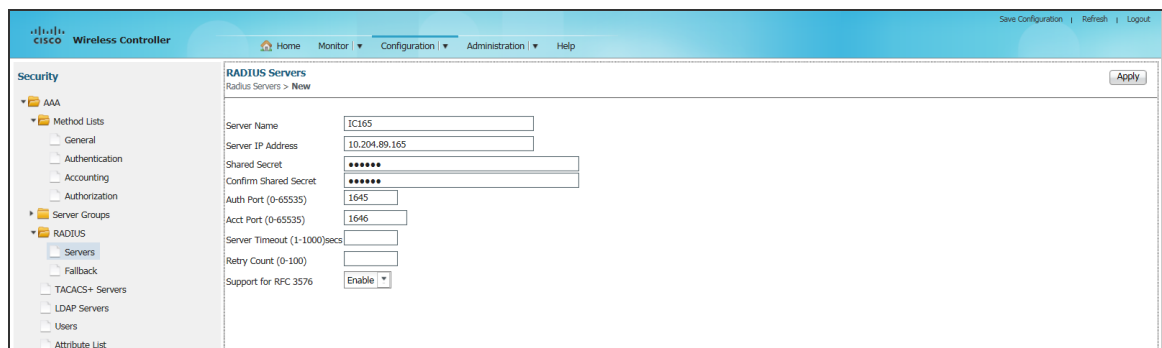 Save Configuration | Refresh | Logout
CISCO Wireless Controller
Home Monitor Configuration Administration Help
Security
AAA
Method Lists
General
Authentication
Accounting
Authorization
Server Groups
RADIUS
Servers
Fallback
TACACS+ Servers
LDAP Servers
Users
Attribute List
RADIUS Servers
Radius Servers > New
Apply
Server Name IC165
Server IP Address 10.204.89.165
Shared Secret ●●●●●●
Confirm Shared Secret ●●●●●●
Auth Port (0-65535) 1645
Acct Port (0-65535) 1646
Server Timeout (1-1000)secs
Retry Count (0-100)
Support for RFC 3576 Enable